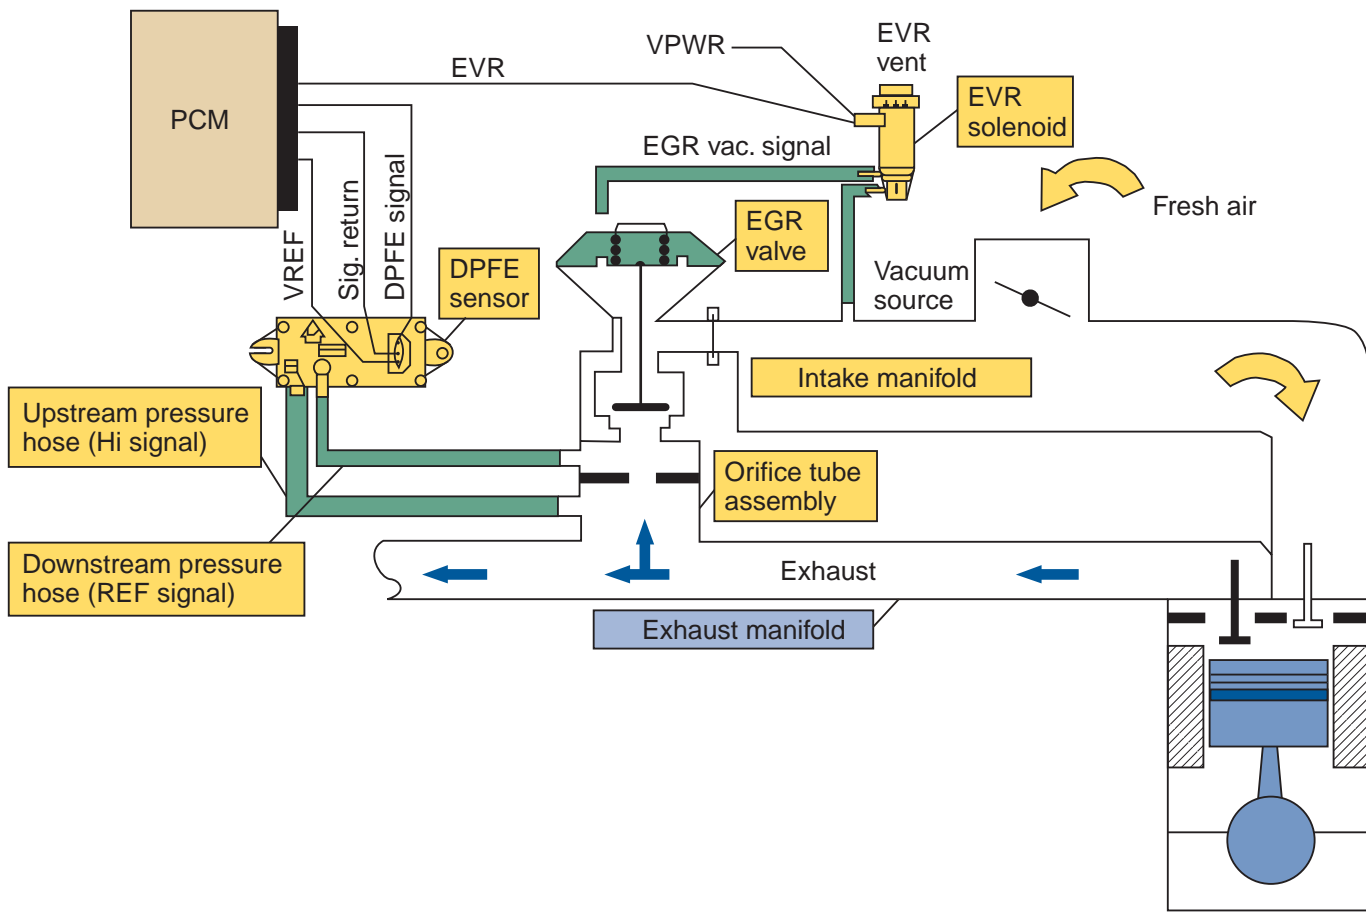 PCM
EVR
VPWR
EVR
vent
EVR
solenoid
EGR vac. signal
Fresh air
VREF
Sig. return
DPFE signal
DPFE
sensor
EGR
valve
Vacuum
source
Intake manifold
Upstream pressure
hose (Hi signal)
Orifice tube
assembly
Downstream pressure
hose (REF signal)
Exhaust
Exhaust manifold